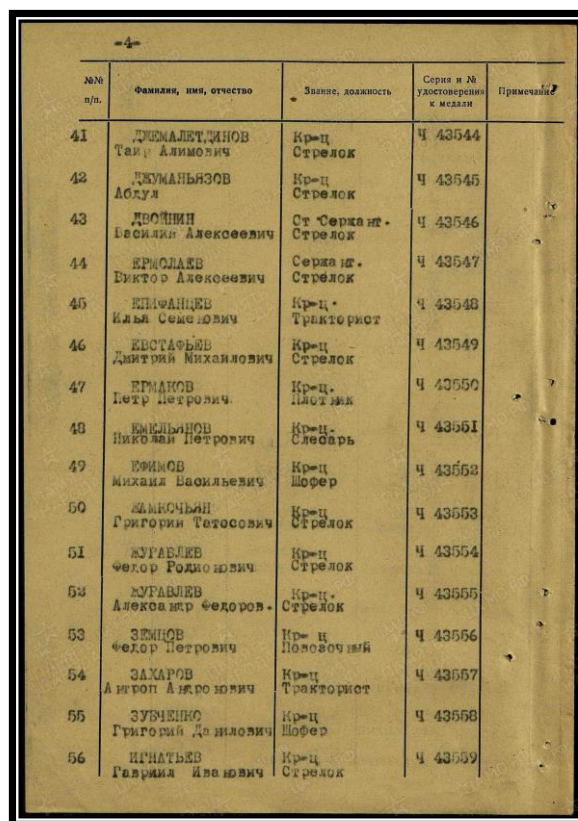 -4-
№№ п/п. Фамилия, имя, отчество Звание, должность Серия и № удостоверения к медали Примечание
41 ДЖЕМАЛЕТДИНОВ Кр-ц Ч 43544
Таир Алимович Стрелок
42 ДЖУМАНЬЯЗОВ Кр-ц Ч 43545
Абдул Стрелок
43 ДВОЙНИН Ст Сержант. Ч 43546
Василий Алексеевич Стрелок
44 ЕРМОЛАЕВ Сержант. Ч 43547
Виктор Алексеевич Стрелок
45 ЕПИФАНЦЕВ Кр-ц. Ч 43548
Илья Семенович Тракторист
46 ЕВСТАФЬЕВ Кр-ц Ч 43549
Дмитрий Михайлович Стрелок
47 ЕРМАКОВ Кр-ц. Ч 43550
Петр Петрович Плотник
48 ЕМЕЛЬЯНОВ Кр-ц. Ч 43551
Николай Петрович Слесарь
49 ЕФИМОВ Кр-ц Ч 43552
Михаил Васильевич Шофер
50 ЖАМКОЧЬЯН Кр-ц Ч 43553
Григорий Татосович Стрелок
51 ЖУРАВЛЕВ Кр-ц Ч 43554
Федор Родионович Стрелок
52 ЖУРАВЛЕВ Кр-ц. Ч 43555
Александр Федоров. Стрелок
53 ЗЕМЦОВ Кр- ц Ч 43556
Федор Петрович Повозочный
54 ЗАХАРОВ Кр-ц Ч 43557
Антроп Андронович Тракторист
55 ЗУБЧЕНКО Кр-ц Ч 43558
Григорий Данилович Шофер
56 ИГНАТЬЕВ Кр-ц Ч 43559
Гавриил Иванович Стрелок